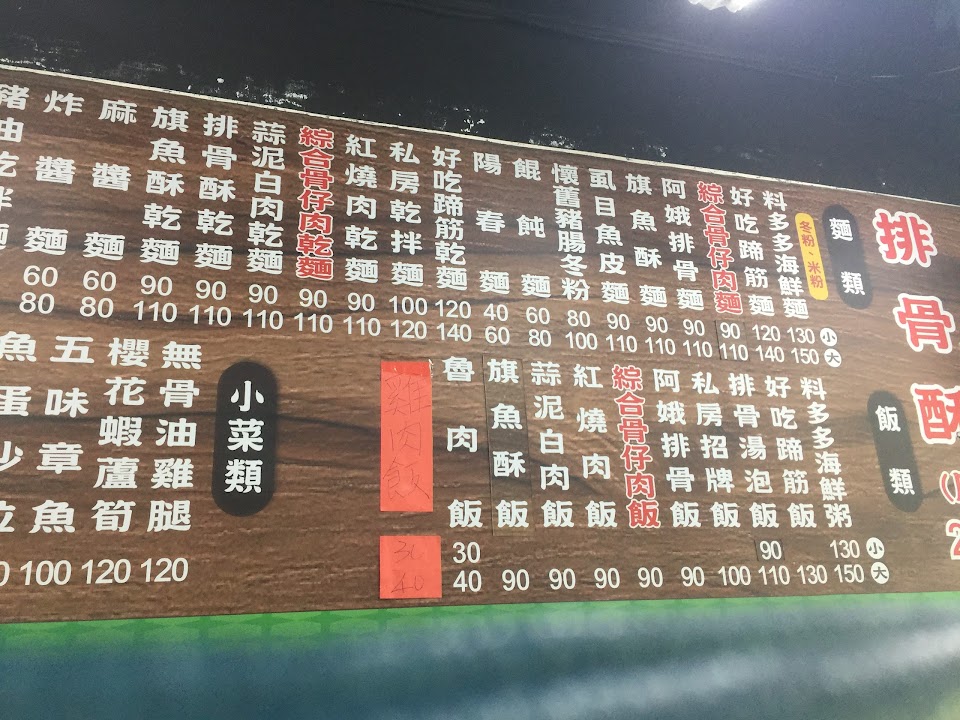 排骨酥
麵類
冬粉、米粉
小
大
料多多海鮮麵 130 150
好吃蹄筋麵 120 140
綜合骨仔肉麵 90 110
阿娥排骨麵 90 110
旗魚酥麵 90 110
虱目魚皮麵 90 110
懷舊豬腸冬粉 80 100
餛飩麵 60 80
陽春麵 40 60
好吃蹄筋乾麵 120 140
私房乾拌麵 100 120
紅燒肉乾麵 90 110
綜合骨仔肉乾麵 90 110
蒜泥白肉乾麵 90 110
排骨酥乾麵 90 110
旗魚酥乾麵 90 110
麻醬麵 60 80
炸醬麵 60 80
飯類
小
大
料多多海鮮粥 130 150
好吃蹄筋飯 130
排骨湯泡飯 90 110
私房招牌飯 100
阿娥排骨飯 90
綜合骨仔肉飯 90
紅燒肉飯 90
蒜泥白肉飯 90
旗魚酥飯 90
魯肉飯 30 40
雞肉飯 30 40
小菜類
無骨油雞腿 120
櫻花蝦蘆筍 120
五味章魚 100